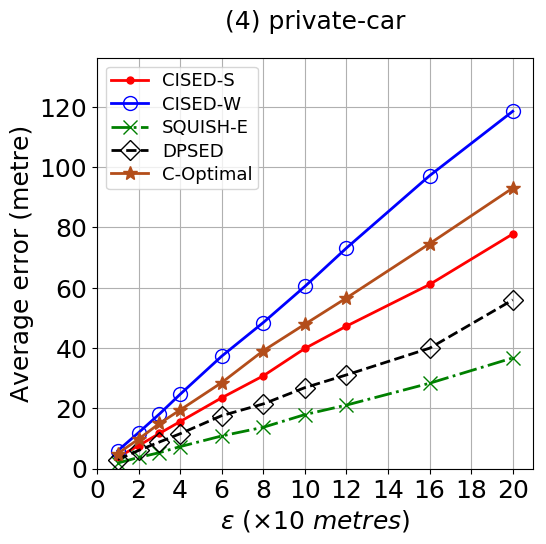 (4) private-car
CISED-S
CISED-W
SQUISH-E
DPSED
C-Optimal
Average error (metre)
120
100
80
60
40
20
0
0 2 4 6 8 10 12 14 16 18 20
ε (×10 metres)